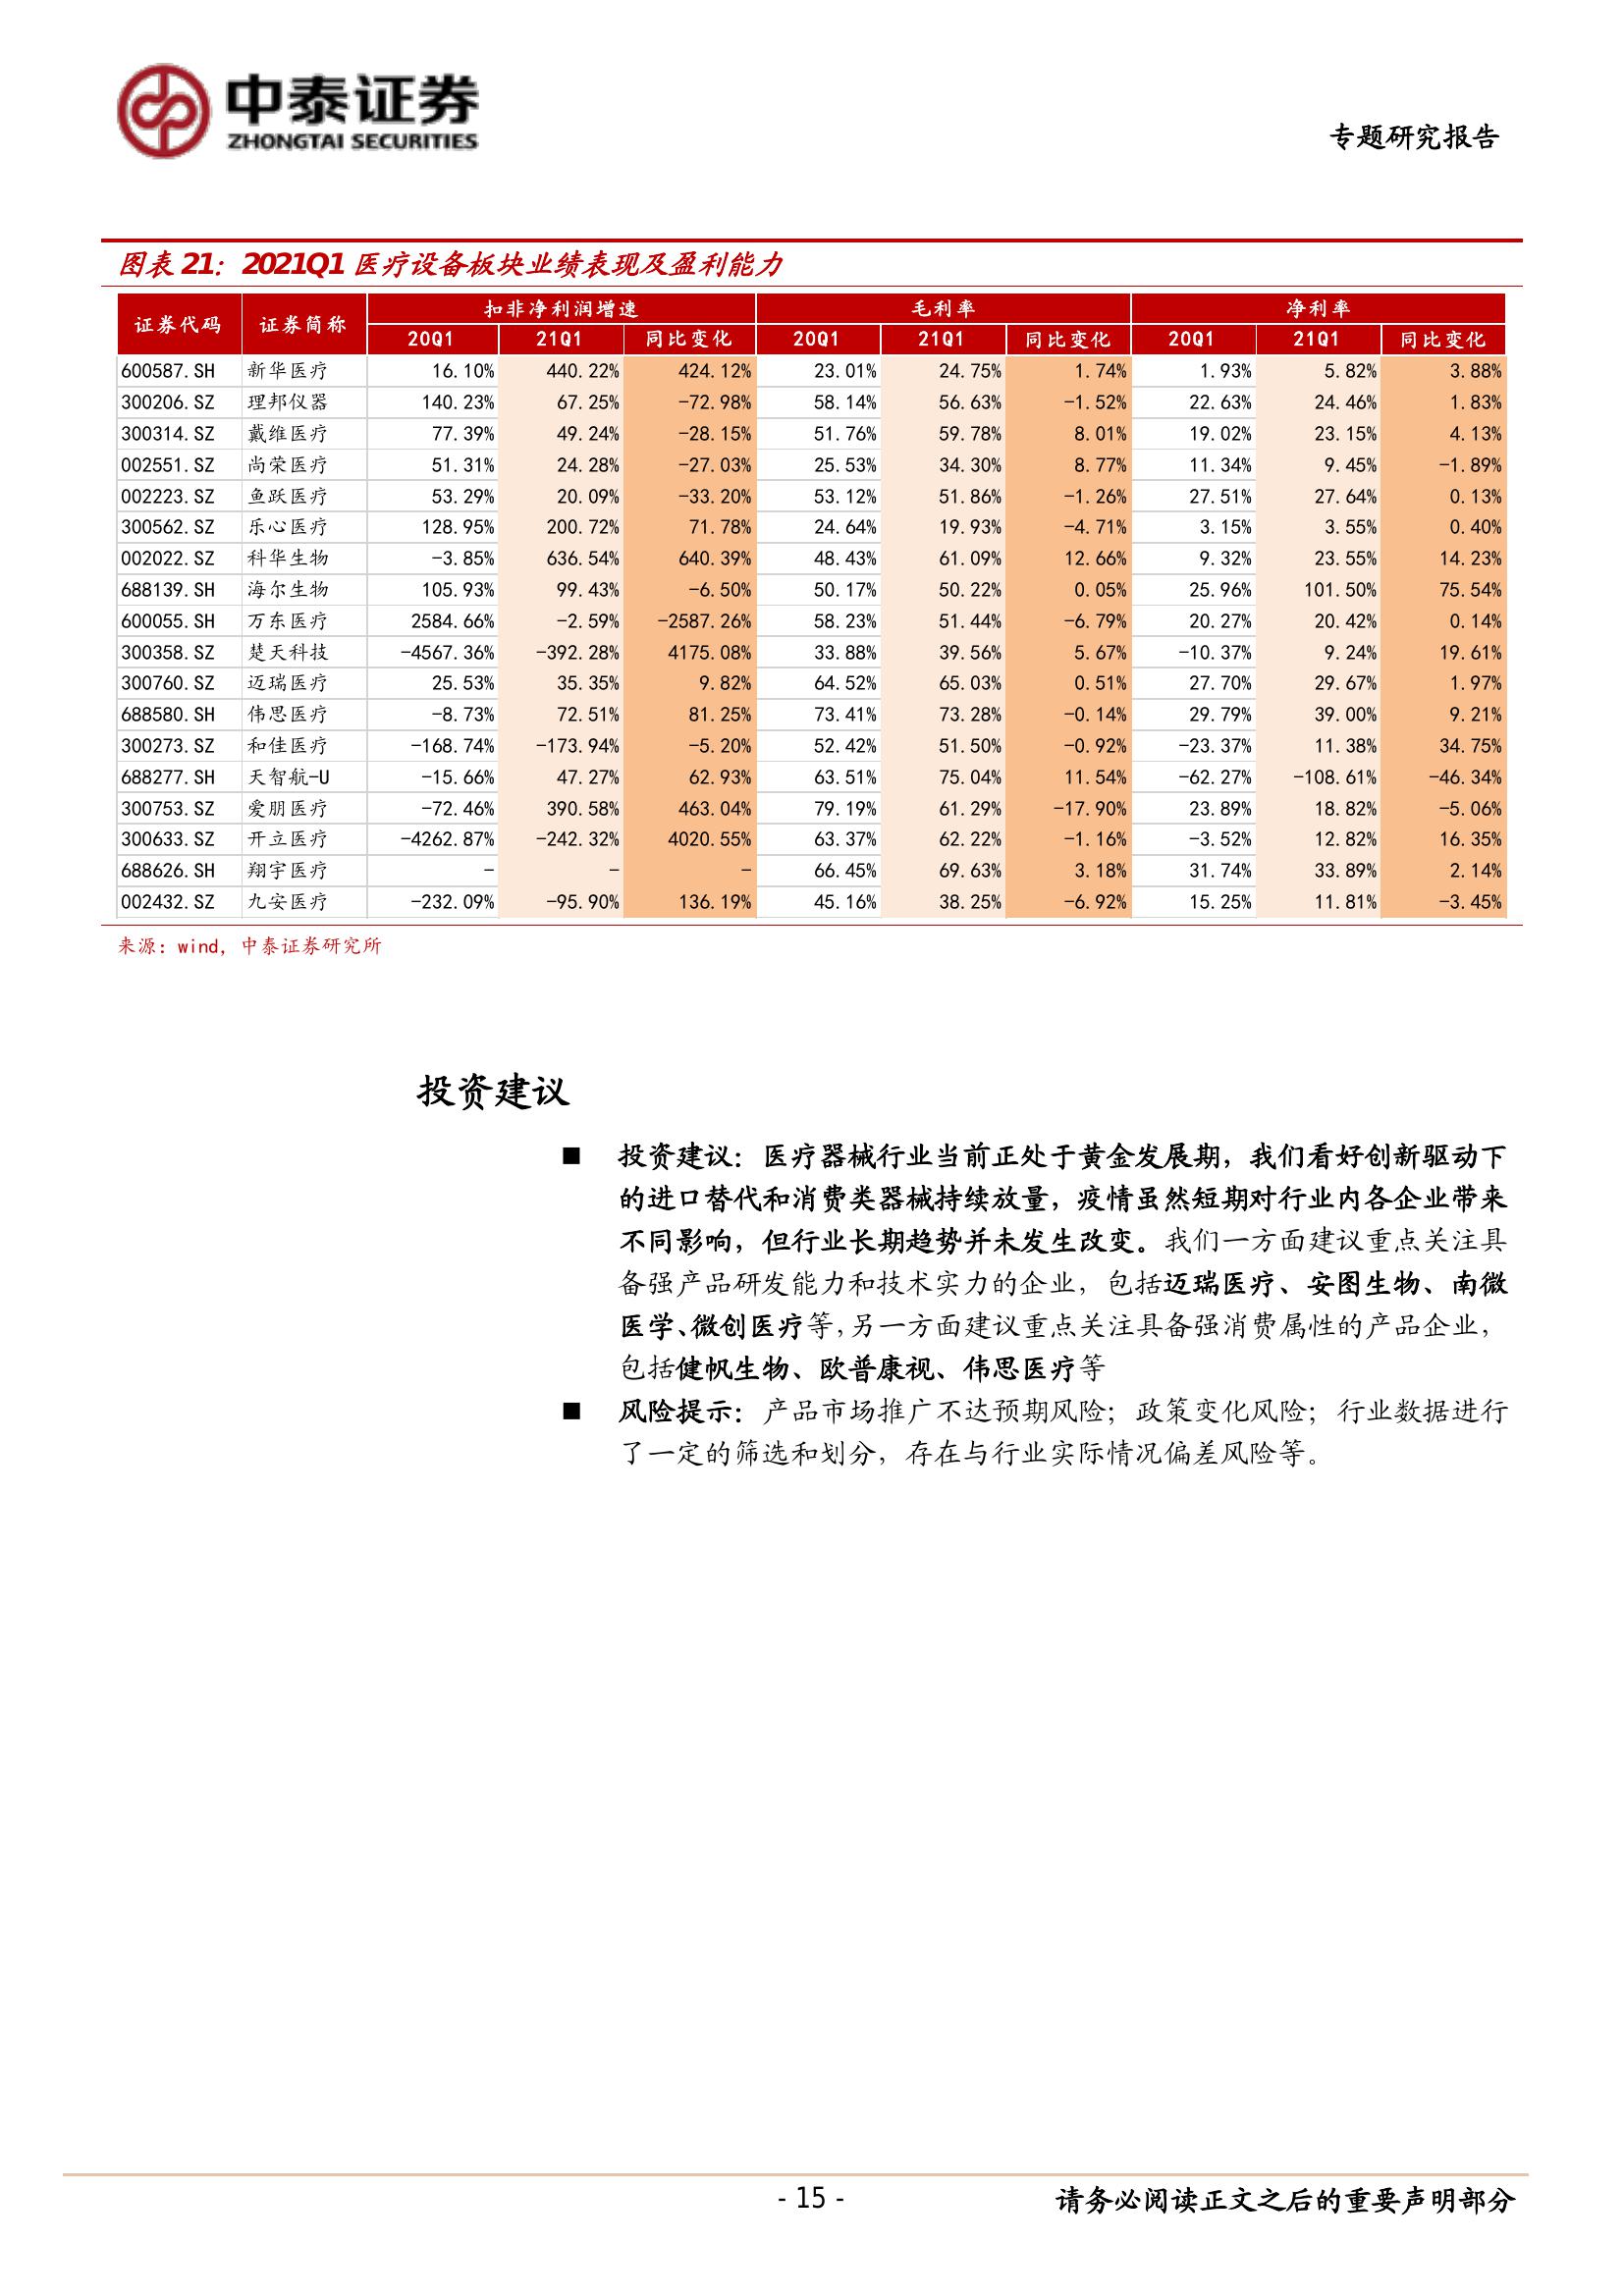 中泰证券
ZHONGTAI SECURITIES
专题研究报告
图表 21：2021Q1 医疗设备板块业绩表现及盈利能力
证券代码 证券简称 扣非净利润增速 毛利率 净利率
20Q1 21Q1 同比变化 20Q1 21Q1 同比变化 20Q1 21Q1 同比变化
600587.SH 新华医疗 16.10% 440.22% 424.12% 23.01% 24.75% 1.74% 1.93% 5.82% 3.88%
300206.SZ 理邦仪器 140.23% 67.25% -72.98% 58.14% 56.63% -1.52% 22.63% 24.46% 1.83%
300314.SZ 戴维医疗 77.39% 49.24% -28.15% 51.76% 59.78% 8.01% 19.02% 23.15% 4.13%
002551.SZ 尚荣医疗 51.31% 24.28% -27.03% 25.53% 34.30% 8.77% 11.34% 9.45% -1.89%
002223.SZ 鱼跃医疗 53.29% 20.09% -33.20% 53.12% 51.86% -1.26% 27.51% 27.64% 0.13%
300562.SZ 乐心医疗 128.95% 200.72% 71.78% 24.64% 19.93% -4.71% 3.15% 3.55% 0.40%
002022.SZ 科华生物 -3.85% 636.54% 640.39% 48.43% 61.09% 12.66% 9.32% 23.55% 14.23%
688139.SH 海尔生物 105.93% 99.43% -6.50% 50.17% 50.22% 0.05% 25.96% 101.50% 75.54%
600055.SH 万东医疗 2584.66% -2.59% -2587.26% 58.23% 51.44% -6.79% 20.27% 20.42% 0.14%
300358.SZ 楚天科技 -4567.36% -392.28% 4175.08% 33.88% 39.56% 5.67% -10.37% 9.24% 19.61%
300760.SZ 迈瑞医疗 25.53% 35.35% 9.82% 64.52% 65.03% 0.51% 27.70% 29.67% 1.97%
688580.SH 伟思医疗 -8.73% 72.51% 81.25% 73.41% 73.28% -0.14% 29.79% 39.00% 9.21%
300273.SZ 和佳医疗 -168.74% -173.94% -5.20% 52.42% 51.50% -0.92% -23.37% 11.38% 34.75%
688277.SH 天智航-U -15.66% 47.27% 62.93% 63.51% 75.04% 11.54% -62.27% -108.61% -46.34%
300753.SZ 爱朋医疗 -72.46% 390.58% 463.04% 79.19% 61.29% -17.90% 23.89% 18.82% -5.06%
300633.SZ 开立医疗 -4262.87% -242.32% 4020.55% 63.37% 62.22% -1.16% -3.52% 12.82% 16.35%
688626.SH 翔宇医疗 - - - 66.45% 69.63% 3.18% 31.74% 33.89% 2.14%
002432.SZ 九安医疗 -232.09% -95.90% 136.19% 45.16% 38.25% -6.92% 15.25% 11.81% -3.45%
来源：wind，中泰证券研究所
投资建议
■ 投资建议：医疗器械行业当前正处于黄金发展期，我们看好创新驱动下
的进口替代和消费类器械持续放量，疫情虽然短期对行业内各企业带来
不同影响，但行业长期趋势并未发生改变。我们一方面建议重点关注具
备强产品研发能力和技术实力的企业，包括迈瑞医疗、安图生物、南微
医学、微创医疗等，另一方面建议重点关注具备强消费属性的产品企业，
包括健帆生物、欧普康视、伟思医疗等
■ 风险提示：产品市场推广不达预期风险；政策变化风险；行业数据进行
了一定的筛选和划分，存在与行业实际情况偏差风险等。
- 15 -
请务必阅读正文之后的重要声明部分